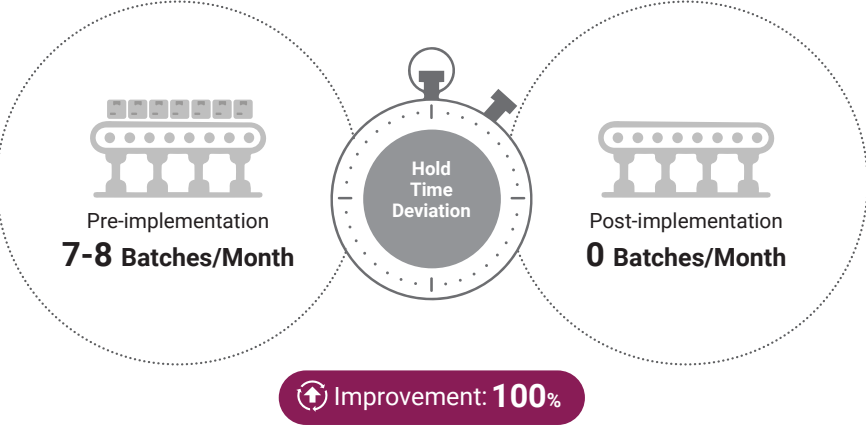 Hold
Time
Deviation
Pre-implementation
7-8 Batches/Month
Post-implementation
0 Batches/Month
Improvement: 100%